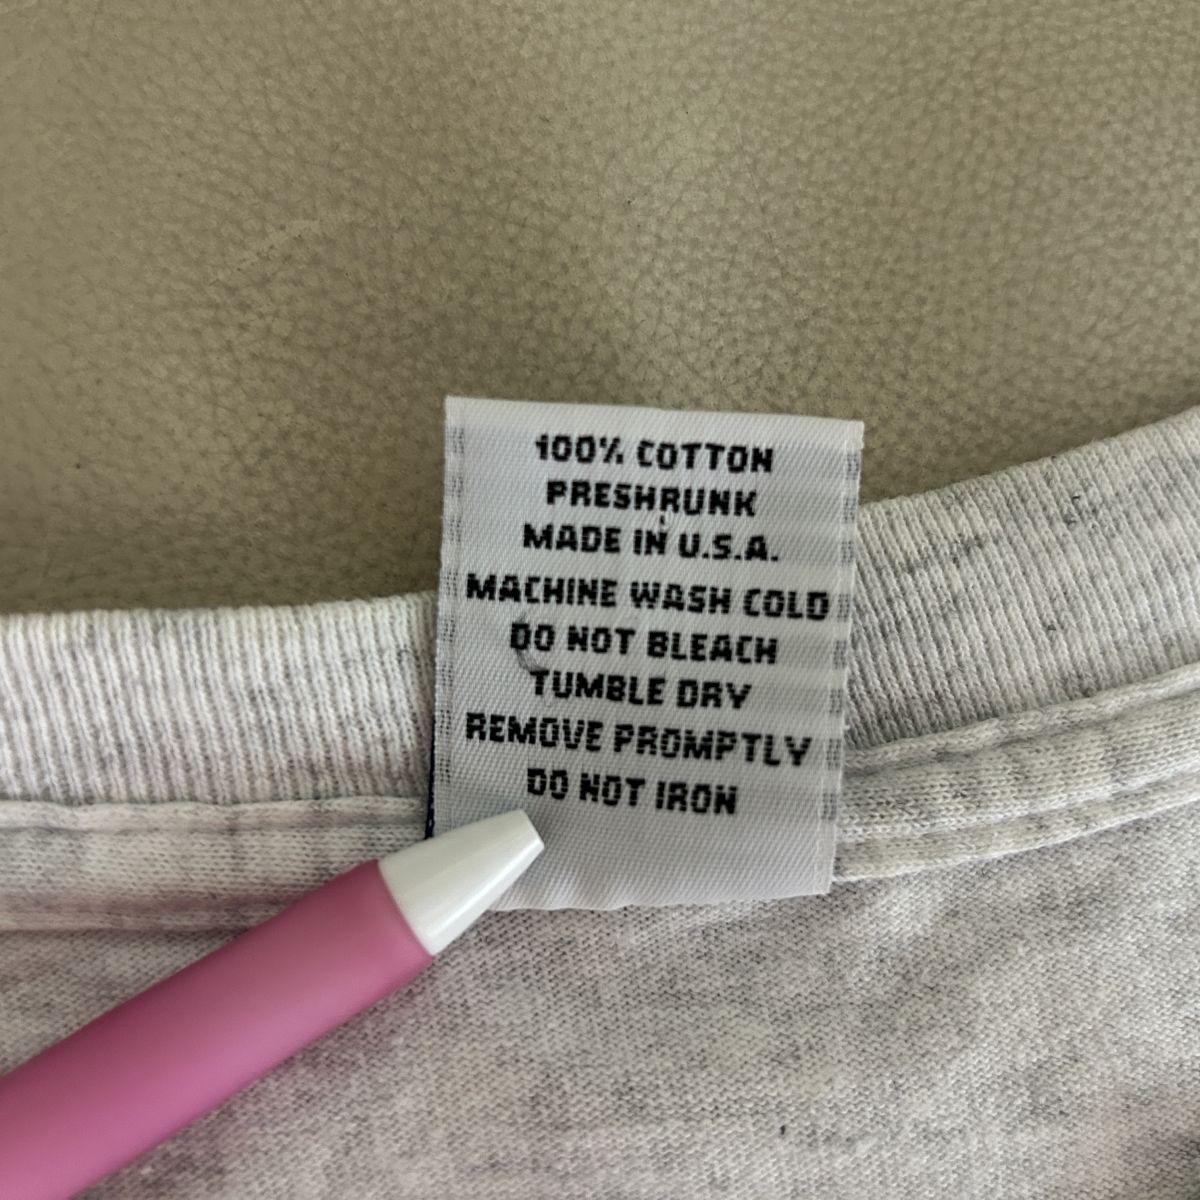 100% COTTON
PRESHRUNK
MADE IN U.S.A.
MACHINE WASH COLD
DO NOT BLEACH
TUMBLE DRY
REMOVE PROMPTLY
DO NOT IRON